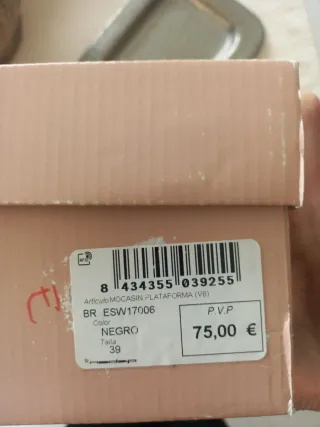 8 434355 039255
Artículo MOCASIN PLATAFORMA (V6)
BR ESW17006
Color
NEGRO
Talla
39
P.V.P
75,00 €